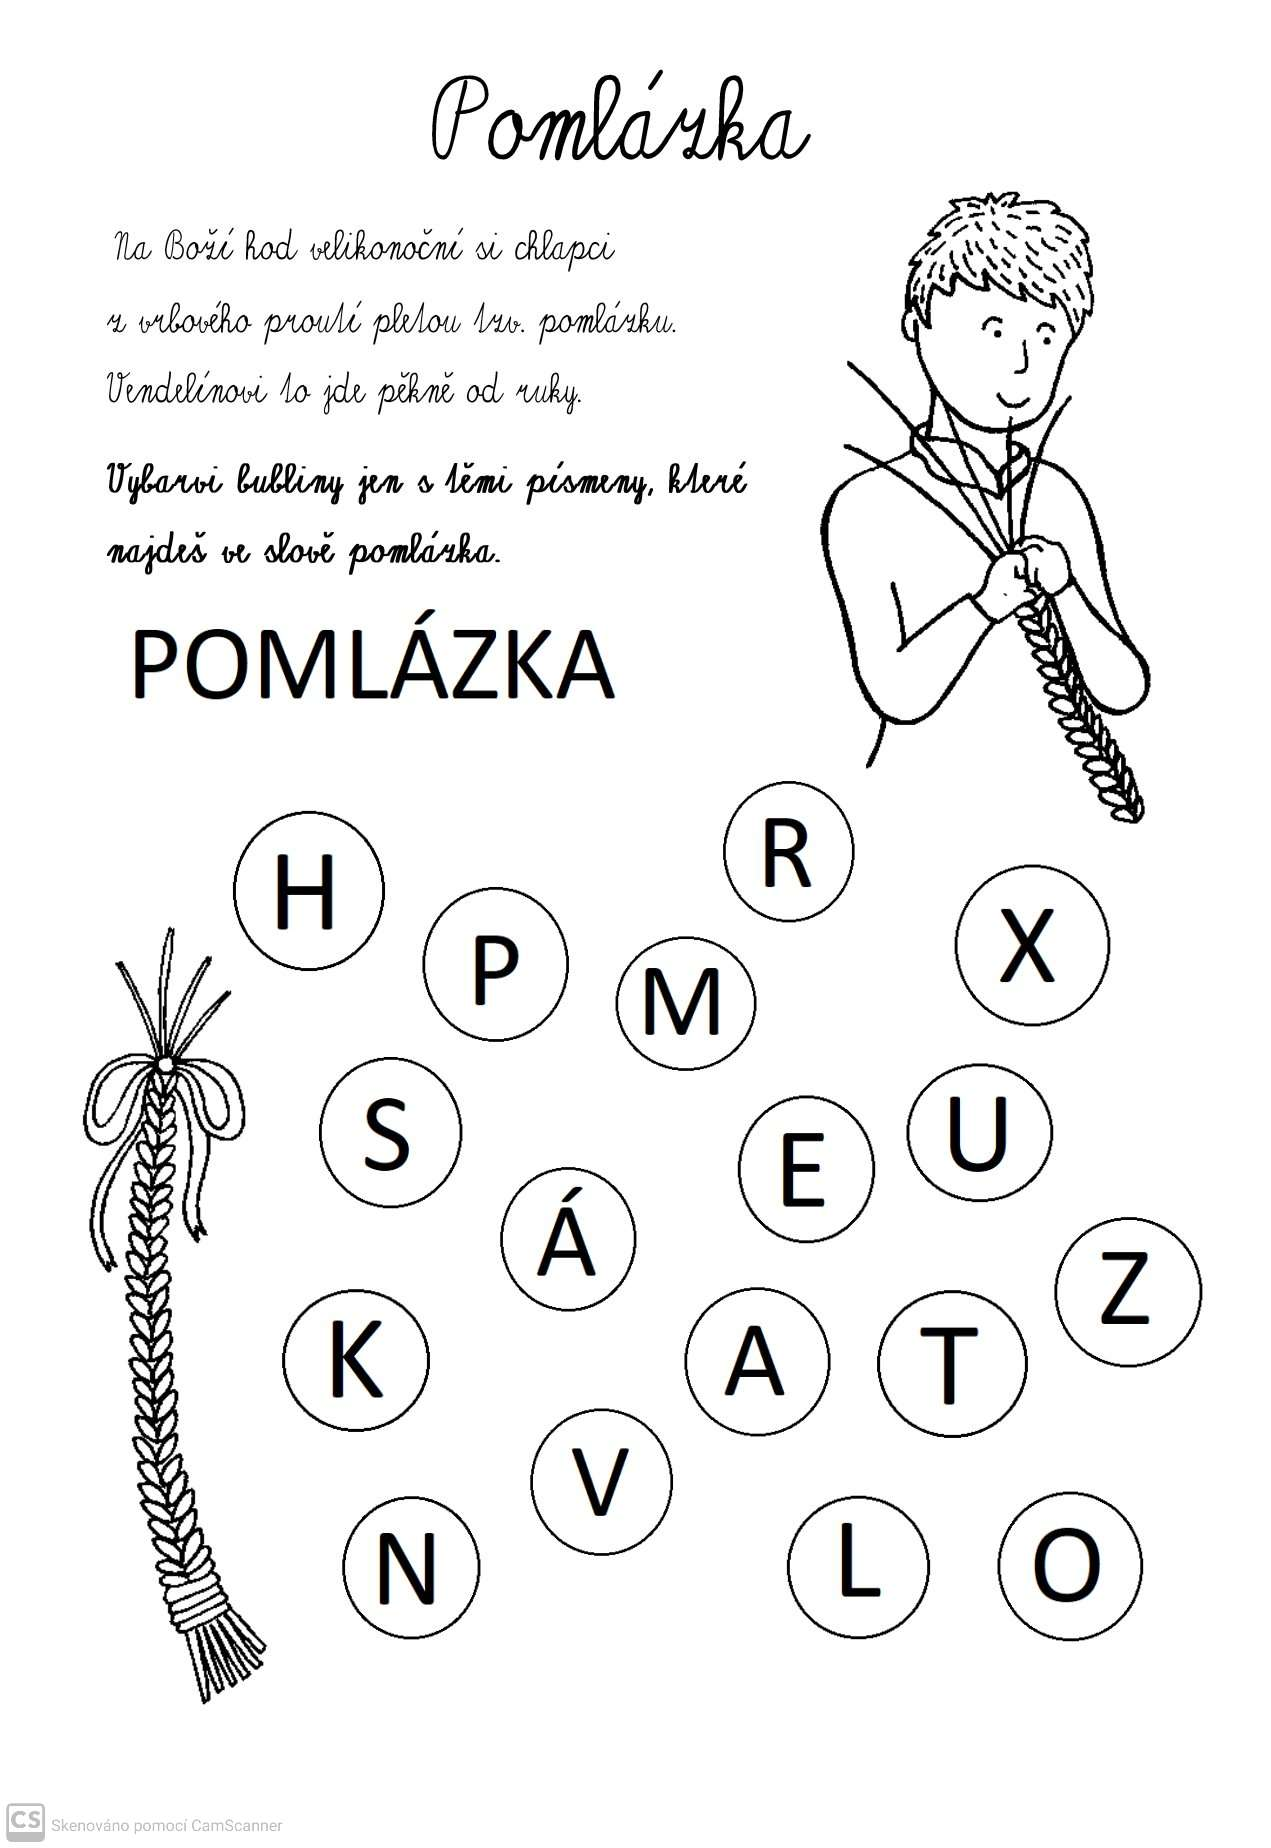 Pomlázka
Na Boží hod velikonoční si chlapci
z vrbového proutí pletou tzv. pomlázku.
Vendelínovi to jde pěkně od ruky.
Vybarvi bubliny jen s těmi písmeny, které
najdeš ve slově pomlázka.
POMLÁZKA
R
H
X
P
M
S
U
E
Á
Z
K
A
T
V
N
L
O
CS Skenováno pomocí CamScanner